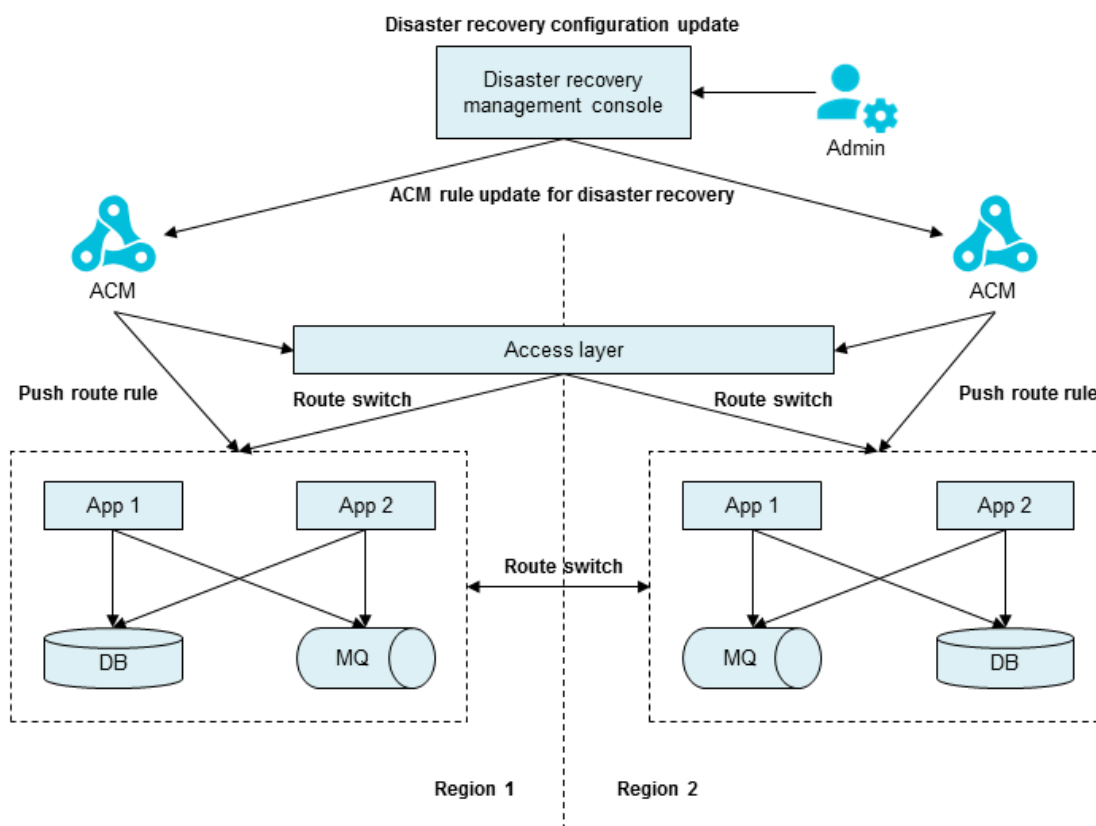 Disaster recovery configuration update
Disaster recovery
management console
Admin
ACM rule update for disaster recovery
ACM
ACM
Access layer
Push route rule
Route switch
Route switch
Push route rule
App 1
App 2
App 1
App 2
Route switch
DB
MQ
MQ
DB
Region 1
Region 2